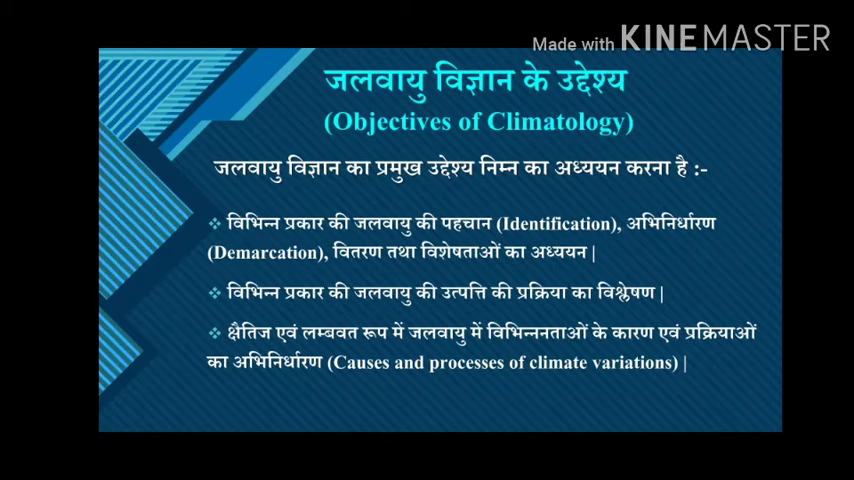 Made with KINEMASTER
जलवायु विज्ञान के उद्देश्य
(Objectives of Climatology)
जलवायु विज्ञान का प्रमुख उद्देश्य निम्न का अध्ययन करना है :-
❖ विभिन्न प्रकार की जलवायु की पहचान (Identification), अभिनिर्धारण
(Demarcation), वितरण तथा विशेषताओं का अध्ययन |
❖ विभिन्न प्रकार की जलवायु की उत्पत्ति की प्रक्रिया का विश्लेषण |
❖ क्षैतिज एवं लम्बवत रूप में जलवायु में विभिन्ननताओं के कारण एवं प्रक्रियाओं
का अभिनिर्धारण (Causes and processes of climate variations) |